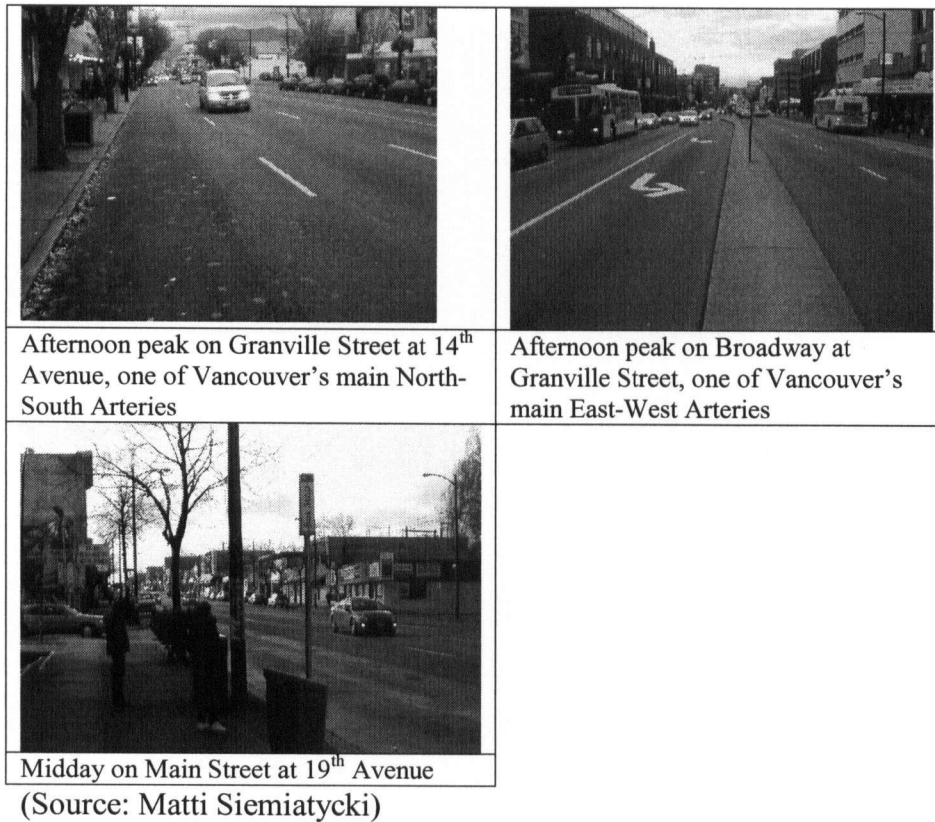 Afternoon peak on Granville Street at 14th
Avenue, one of Vancouver's main North-
South Arteries
Afternoon peak on Broadway at
Granville Street, one of Vancouver's
main East-West Arteries
Midday on Main Street at 19th Avenue
(Source: Matti Siemiatycki)